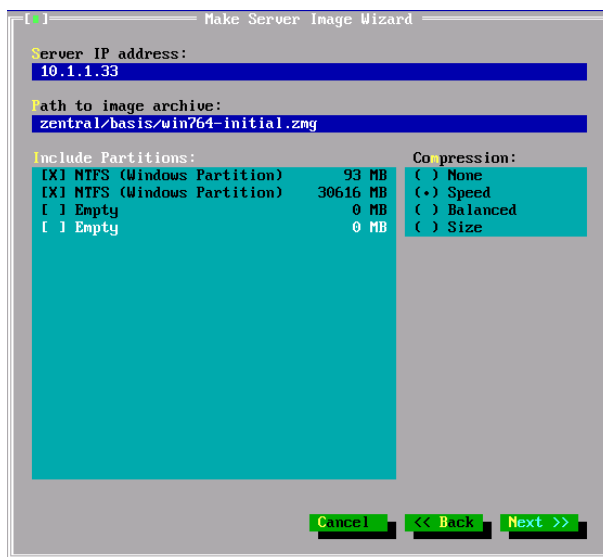 [■] Make Server Image Wizard
Server IP address:
10.1.1.33
Path to image archive:
zentral/basis/win764-initial.zmg
Include Partitions:
[X] NTFS (Windows Partition) 93 MB
[X] NTFS (Windows Partition) 30616 MB
[ ] Empty 0 MB
[ ] Empty 0 MB
Compression:
( ) None
(•) Speed
( ) Balanced
( ) Size
Cancel << Back Next >>